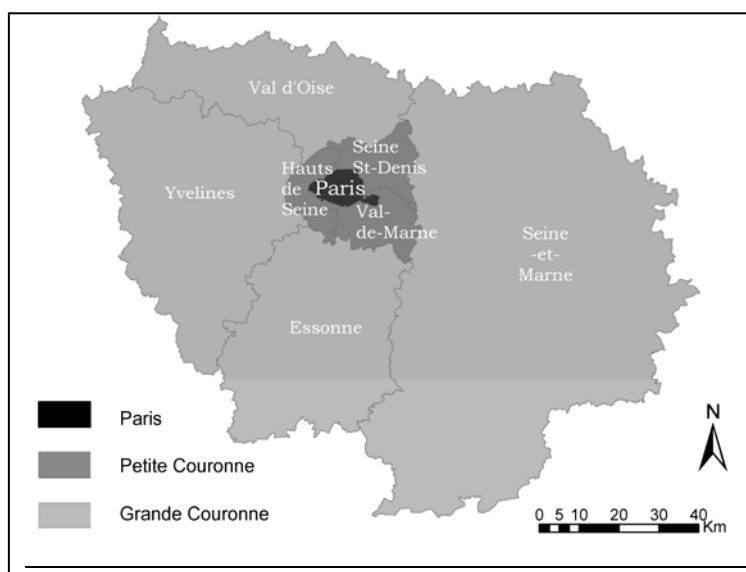 Val d'Oise
Seine
St-Denis
Hauts
de
Seine
Paris
Yvelines
Val-
de-Marne
Seine
-et-
Marne
Essonne
Paris
Petite Couronne
Grande Couronne
N
0 5 10 20 30 40
Km